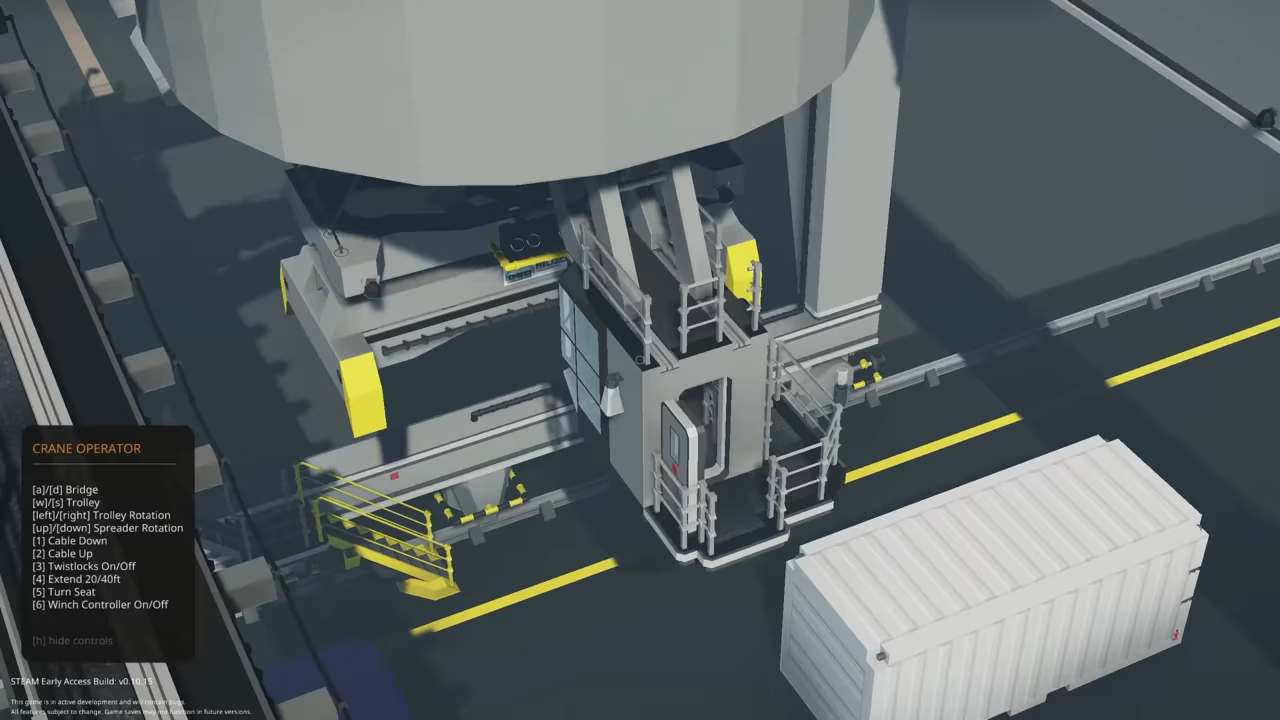 CRANE OPERATOR
[a]/[d] Bridge
[w]/[s] Trolley
[left]/[right] Trolley Rotation
[up]/[down] Spreader Rotation
[1] Cable Down
[2] Cable Up
[3] Twistlocks On/Off
[4] Extend 20/40ft
[5] Turn Seat
[6] Winch Controller On/Off
[h] hide controls
STEAM Early Access Build: v0.10.15
This game is in active development and will contain bugs.
All features subject to change. Game saves may not function in future versions.